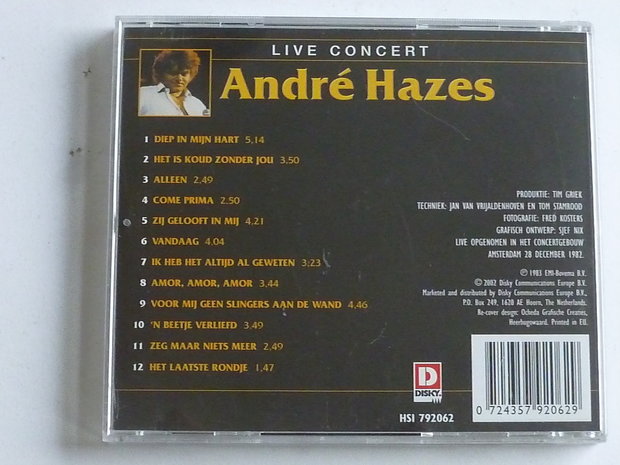 LIVE CONCERT
André Hazes
1 DIEP IN MIJN HART 5,14
2 HET IS KOUD ZONDER JOU 3,50
3 ALLEEN 2,49
4 COME PRIMA 2.50
5 ZIJ GELOOFT IN MIJ 4,21
6 VANDAAG 4,04
7 IK HEB HET ALTIJD AL GEWETEN 3;23
8 AMOR, AMOR, AMOR 3,44
9 VOOR MIJ GEEN SLINGERS AAN DE WAND 4,46
10 'N BEETJE VERLIEFD 3,49
11 ZEG MAAR NIETS MEER 2,49
12 HET LAATSTE RONDJE 1,47
PRODUKTIE: TIM GRIEK
TECHNIEK: JAN VAN VRIJALDENHOVEN EN TOM STAMROOD
FOTOGRAFIE: FRED KOSTERS
GRAFISCH ONTWERP: SJEF NIX
LIVE OPGENOMEN IN HET CONCERTGEBOUW
AMSTERDAM 28 DECEMBER 1982.
℗ 1983 EMI-Bovema B.V.
© 2002 Disky Communications Europe B.V.
Marketed and distributed by Disky Communications Europe B.V.,
P.O. Box 249, 1620 AE Hoorn, The Netherlands.
Re-cover design: Ocheda Grafische Creaties,
Heerhugowaard. Printed in EU.
D
DISKY
HSI 792062
0 724357 920629